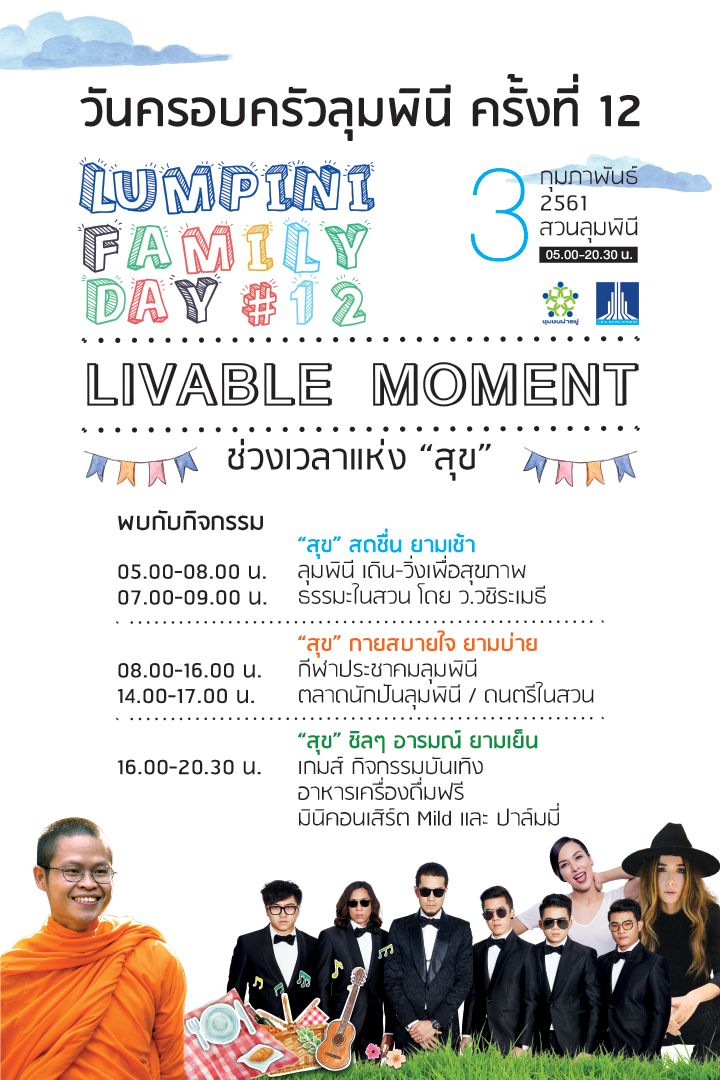 วันครอบครัวลุมพินี ครั้งที่ 12
LUMPINI
FAMILY
DAY #12
3
กุมภาพันธ์
2561
สวนลุมพินี
05.00-20.30 น.
ชุมชนน่าอยู่
LIVABLE MOMENT
ช่วงเวลาแห่ง “สุข”
พบกับกิจกรรม
“สุข” สดชื่น ยามเช้า
05.00-08.00 น. ลุมพินี เดิน-วิ่งเพื่อสุขภาพ
07.00-09.00 น. ธรรมะในสวน โดย ว.วชิระเมธี
“สุข” กายสบายใจ ยามบ่าย
08.00-16.00 น. กีฬาประชาคมลุมพินี
14.00-17.00 น. ตลาดนักปันลุมพินี / ดนตรีในสวน
“สุข” ชิลๆ อารมณ์ ยามเย็น
16.00-20.30 น. เกมส์ กิจกรรมบันเทิง
อาหารเครื่องดื่มฟรี
มินิคอนเสิร์ต Mild และ ปาล์มมี่